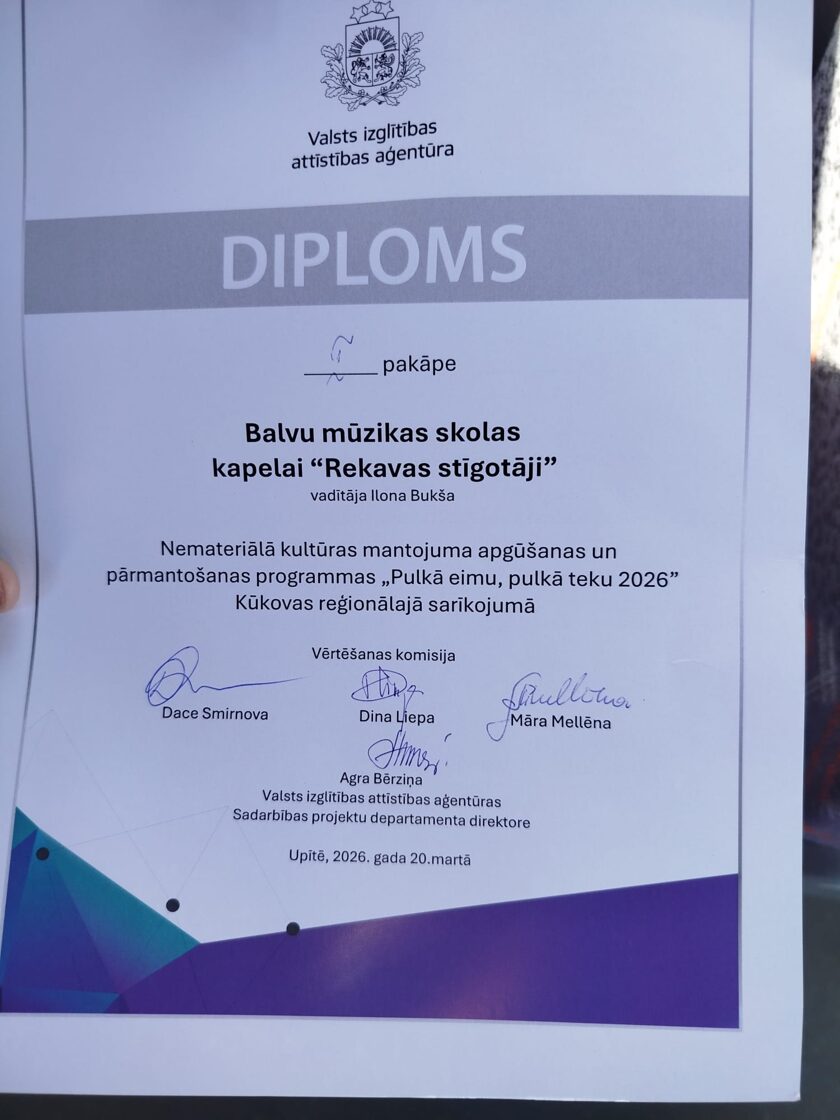 Valsts izglītības
attīstības aģentūra
DIPLOMS
pakāpe
Balvu mūzikas skolas
kapelai “Rekavas stīgotāji”
vadītāja Ilona Bukša
Nemateriālā kultūras mantojuma apgūšanas un
pārmantošanas programmas „Pulkā eimu, pulkā teku 2026”
Kūkovas reģionālajā sarīkojumā
Vērtēšanas komisija
Dace Smirnova
Dina Liepa
Māra Mellēna
Agra Bērziņa
Valsts izglītības attīstības aģentūras
Sadarbības projektu departamenta direktore
Upītē, 2026. gada 20.martā